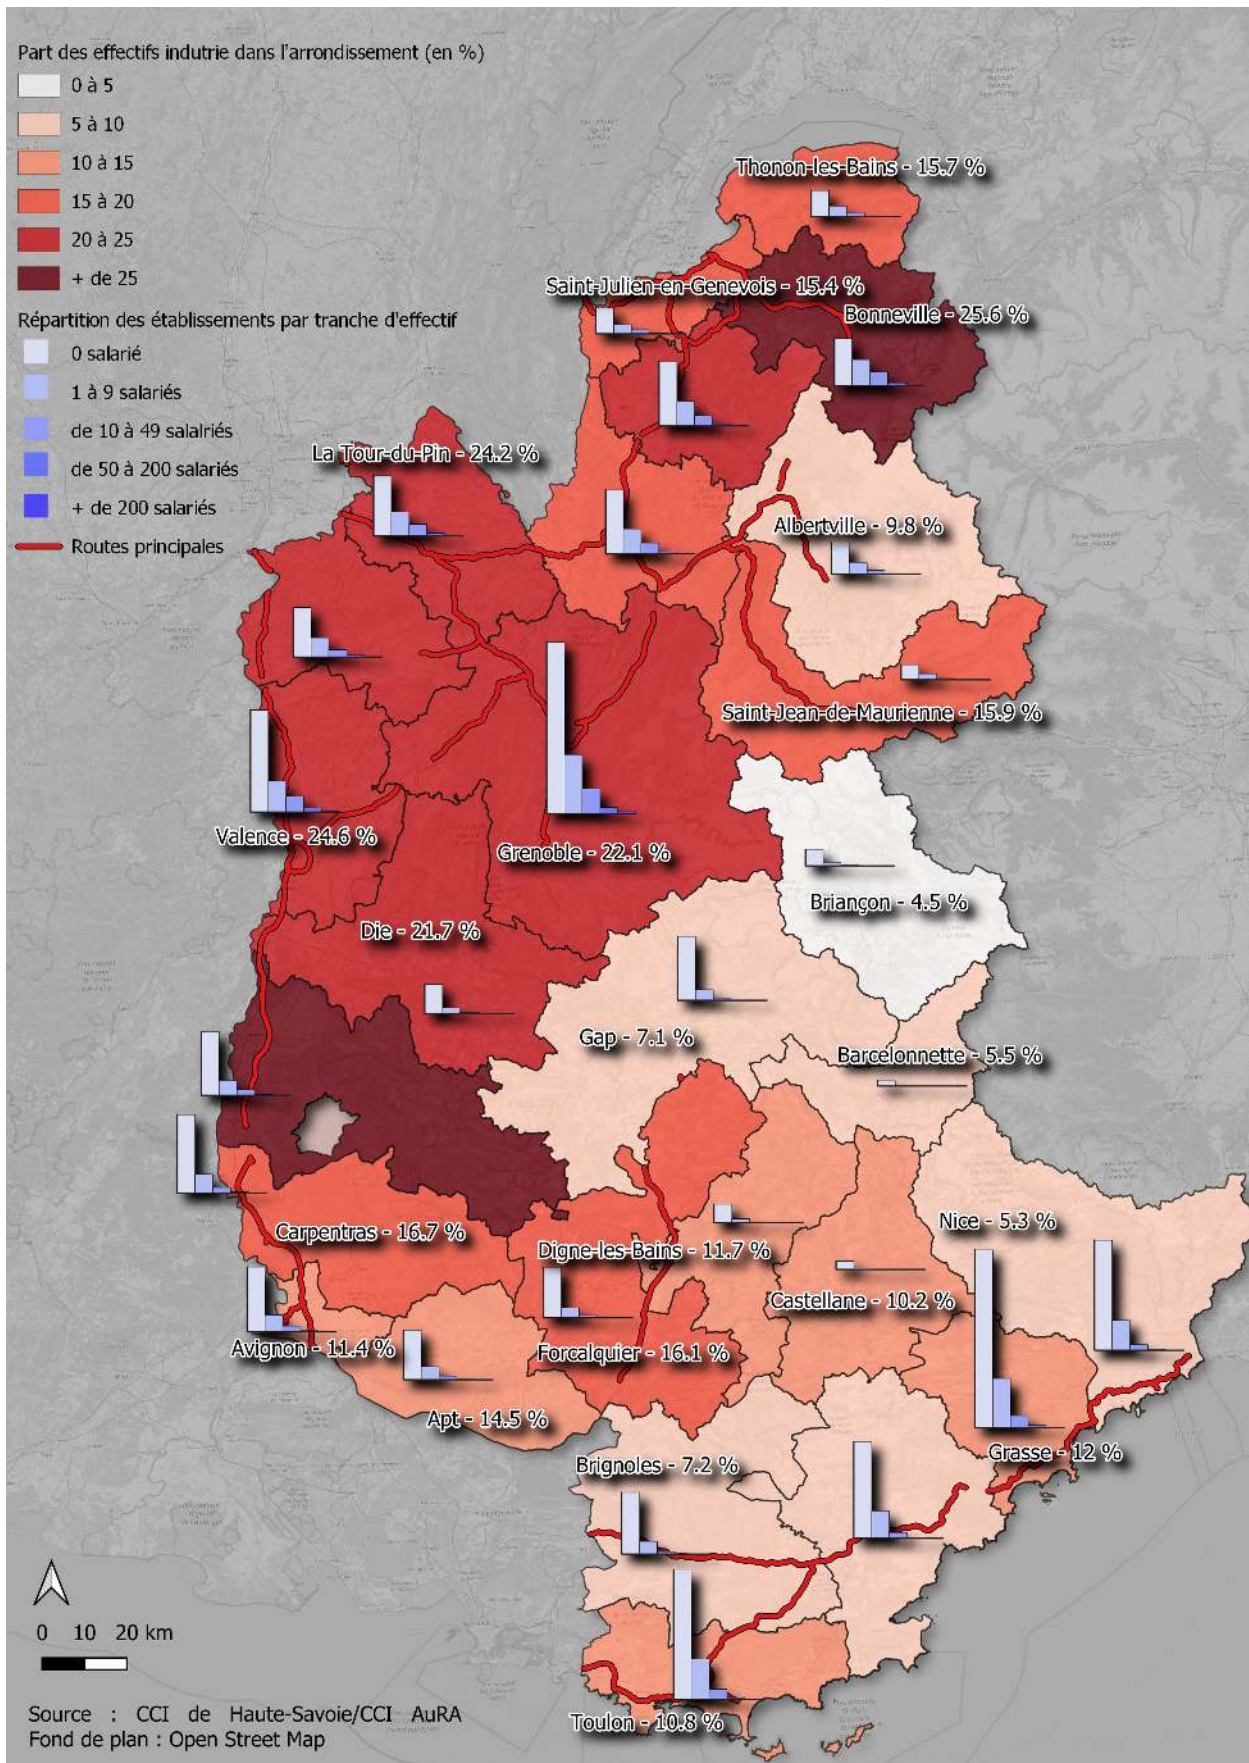 Part des effectifs indutrie dans l'arrondissement (en %)
0 à 5
5 à 10
10 à 15
15 à 20
20 à 25
+ de 25
Répartition des établissements par tranche d'effectif
0 salarié
1 à 9 salariés
de 10 à 49 salalriés
de 50 à 200 salariés
+ de 200 salariés
Routes principales
Thonon-les-Bains - 15.7 %
Saint-Julien-en-Genevois - 15.4 %
Bonneville - 25.6 %
La Tour-du-Pin - 24.2 %
Albertville - 9.8 %
Saint-Jean-de-Maurienne - 15.9 %
Valence - 24.6 %
Grenoble - 22.1 %
Briançon - 4.5 %
Die - 21.7 %
Gap - 7.1 %
Barcelonnette - 5.5 %
Nice - 5.3 %
Carpentras - 16.7 %
Digne-les-Bains - 11.7 %
Castellane - 10.2 %
Avignon - 11.4 %
Forcalquier - 16.1 %
Apt - 14.5 %
Grasse - 12 %
Brignoles - 7.2 %
Toulon - 10.8 %
0 10 20 km
Source : CCI de Haute-Savoie/CCI AuRA
Fond de plan : Open Street Map